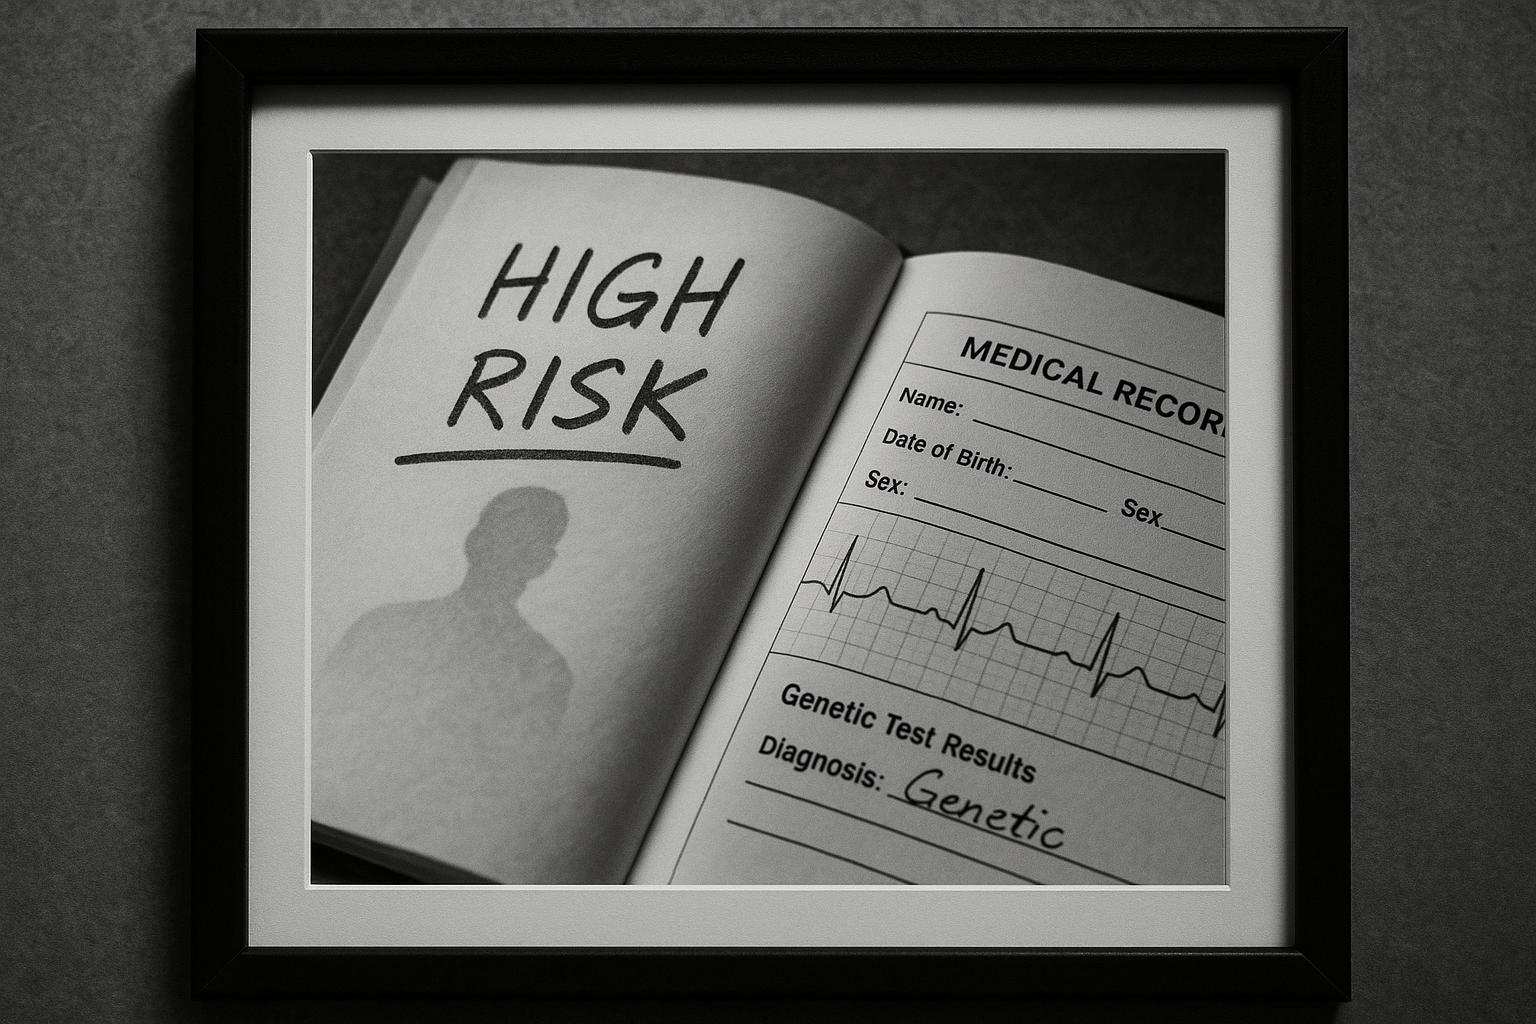 HIGH
RISK
MEDICAL RECOR
Name:
Date of Birth: Sex
Sex:
Genetic Test Results
Diagnosis: Genetic